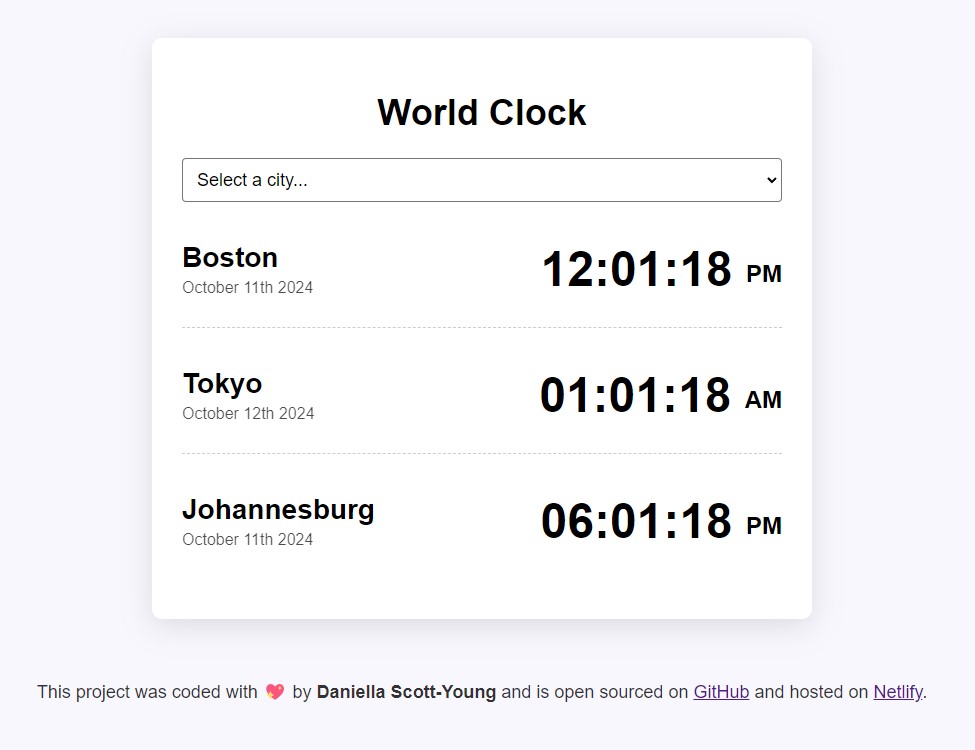 World Clock
Select a city...
Boston
October 11th 2024
12:01:18 PM
Tokyo
October 12th 2024
01:01:18 AM
Johannesburg
October 11th 2024
06:01:18 PM
This project was coded with 💖 by Daniella Scott-Young and is open sourced on GitHub and hosted on Netlify.